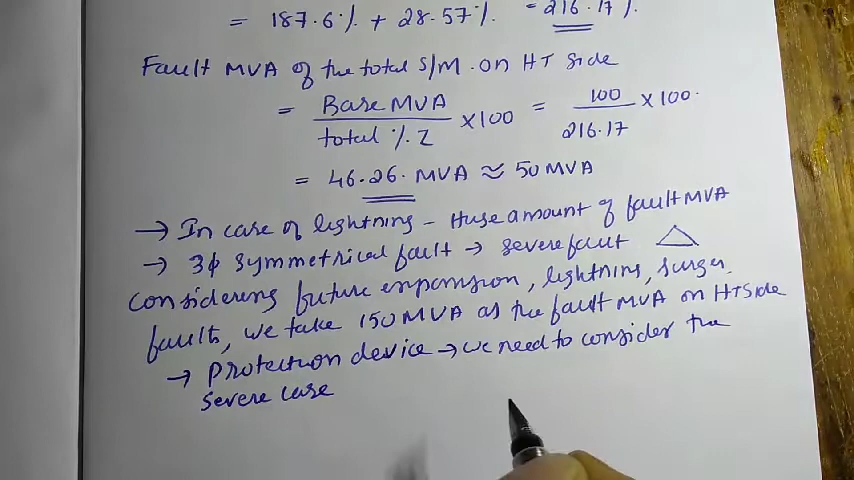 = 187.6% + 28.57% = 216.17%.
Fault MVA of the total S/M on HT side
= Base MVA / total % Z × 100 = 100 / 216.17 × 100.
= 46.26. MVA ≈ 50 MVA
→ In case of lightning - Huge amount of fault MVA
→ 3φ symmetrical fault → severe fault △
Considering future expansion, lightning, surges
faults, we take 150 MVA as the fault MVA on HT side
→ Protection device → we need to consider the
severe case